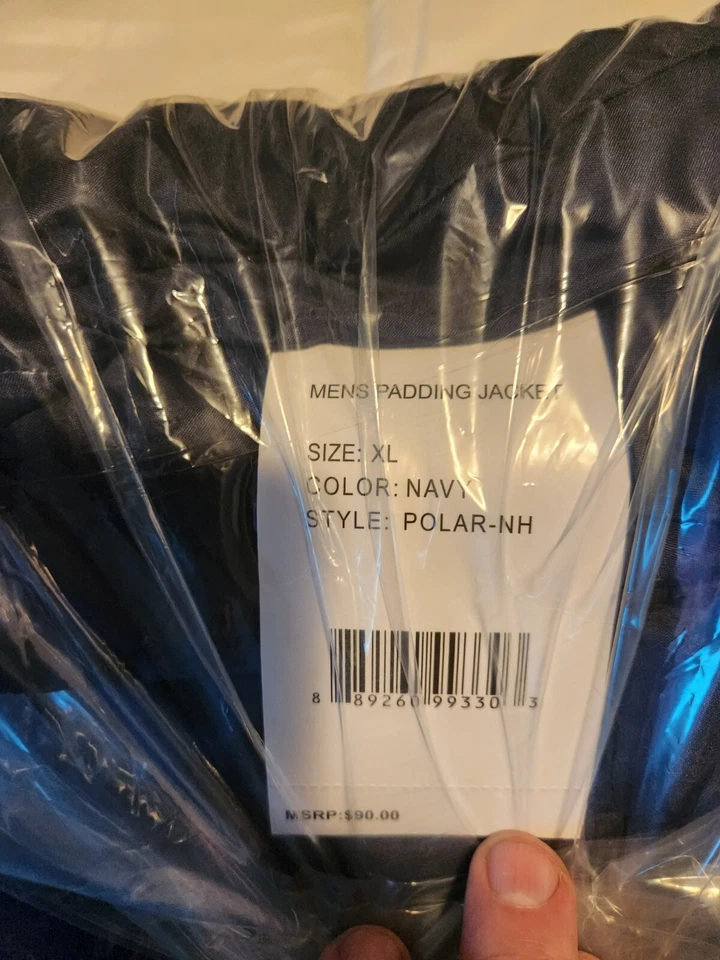 MENS PADDING JACKET
SIZE: XL
COLOR: NAVY
STYLE: POLAR-NH
8 89260 99330 3
MSRP:$90.00